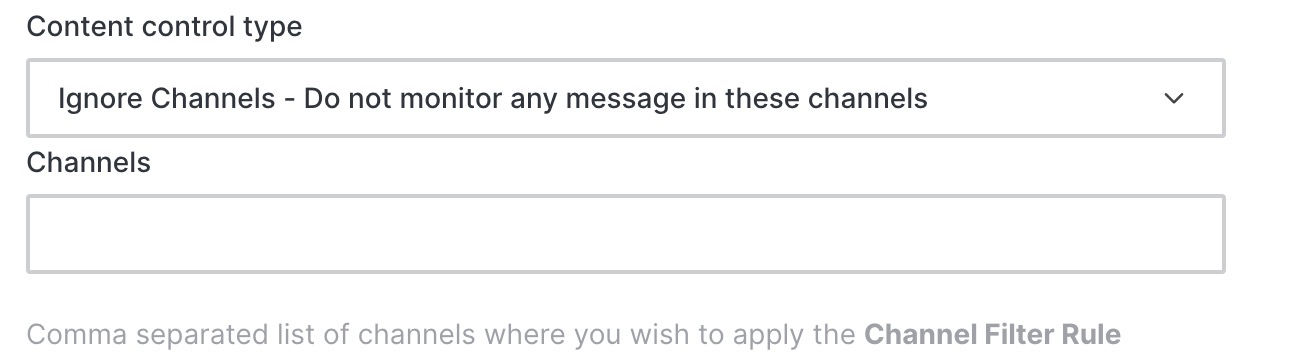 Content control type
Ignore Channels - Do not monitor any message in these channels
Channels
Comma separated list of channels where you wish to apply the Channel Filter Rule